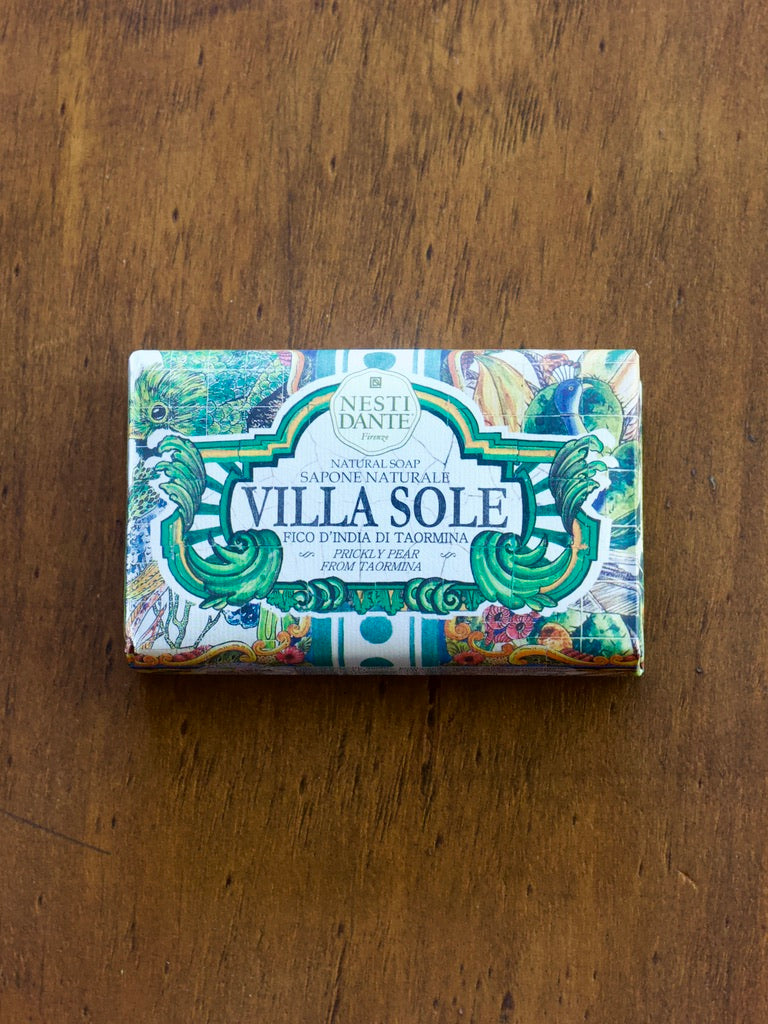 NESTI
DANTE
Firenze
NATURAL SOAP
SAPONE NATURALE
VILLA SOLE
FICO D'INDIA DI TAORMINA
PRICKLY PEAR
FROM TAORMINA